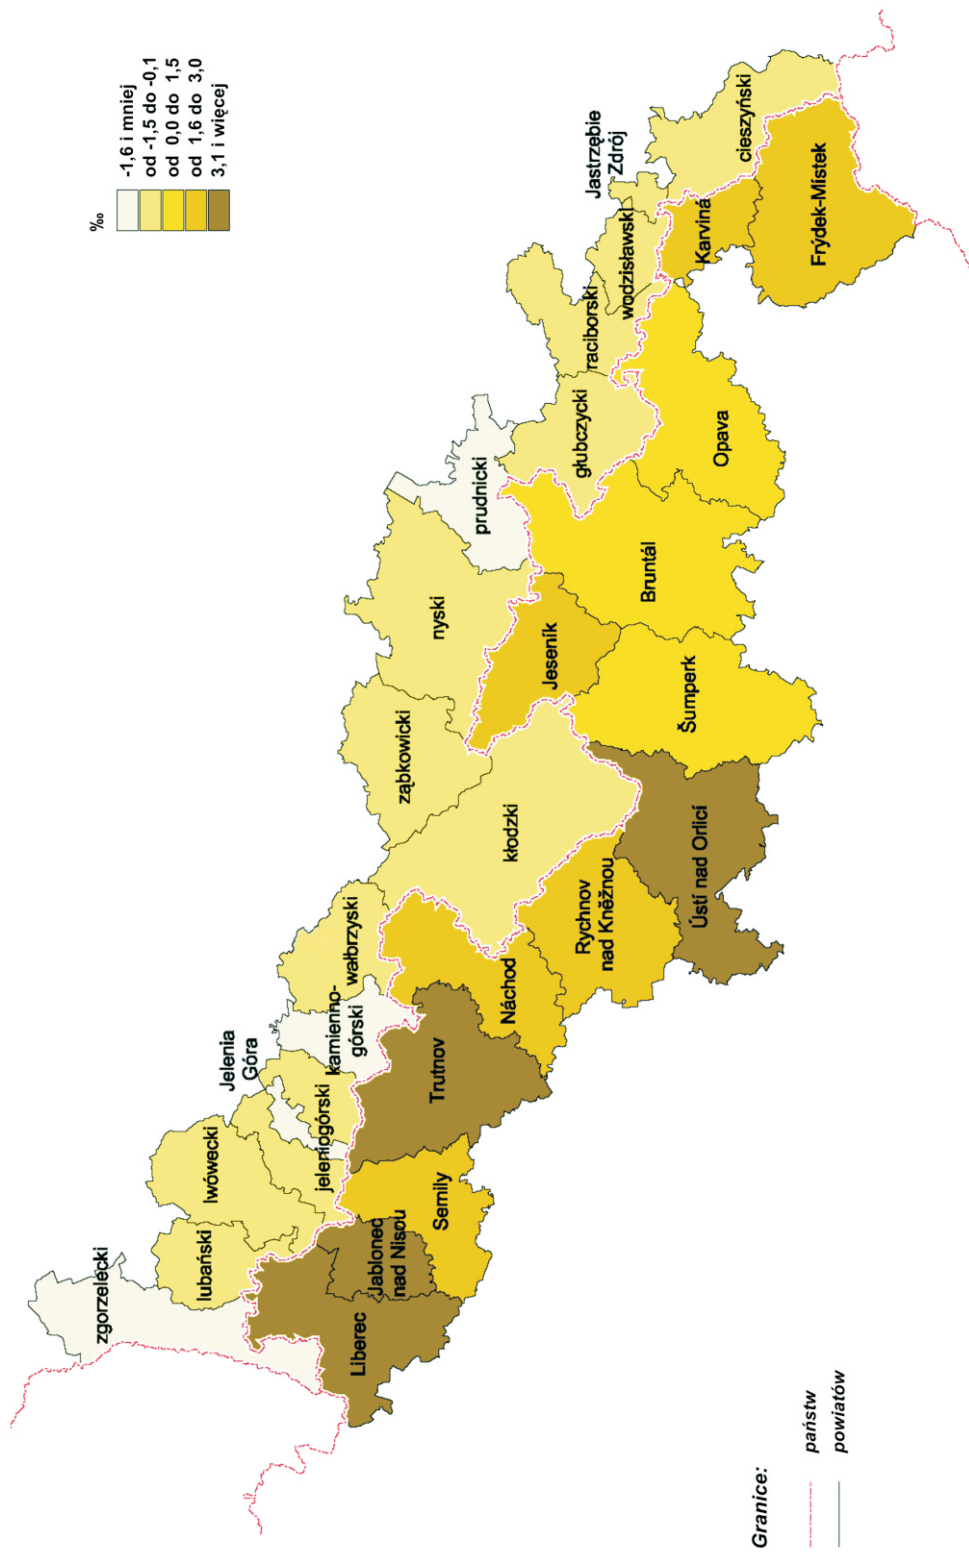 ‰
-1,6 i mniej
od -1,5 do -0,1
od 0,0 do 1,5
od 1,6 do 3,0
3,1 i więcej
zgorzelecki
lubański
lwówecki
Jelenia
Góra
jeleniogórski
kamienno-
górski
wałbrzyski
ząbkowicki
kłodzki
nyski
prudnicki
głubczycki
raciborski
wodzisławski
Jastrzębie
Zdrój
cieszyński
Liberec
Jablonec
nad Nisou
Semily
Trutnov
Náchod
Rychnov
nad Kněžnou
Ústí nad Orlicí
Šumperk
Jeseník
Bruntál
Opava
Karviná
Frýdek-Místek
Granice:
państw
powiatów